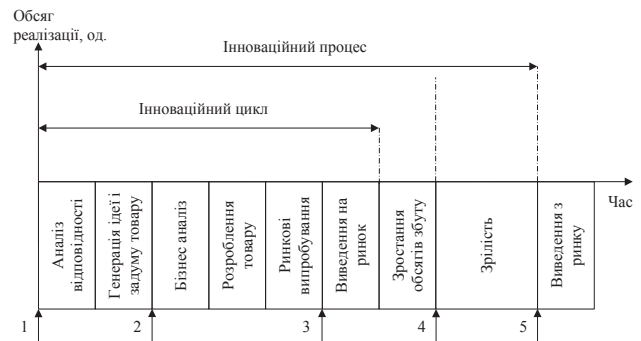 Обсяг
реалізації, од.
Інноваційний процес
Інноваційний цикл
Час
Аналіз
відповідності
Генерація ідеї і
задуму товару
Бізнес аналіз
Розроблення
товару
Ринкові
випробування
Виведення на
ринок
Зростання
обсягів збуту
Зрілість
Виведення з
ринку
1
2
3
4
5